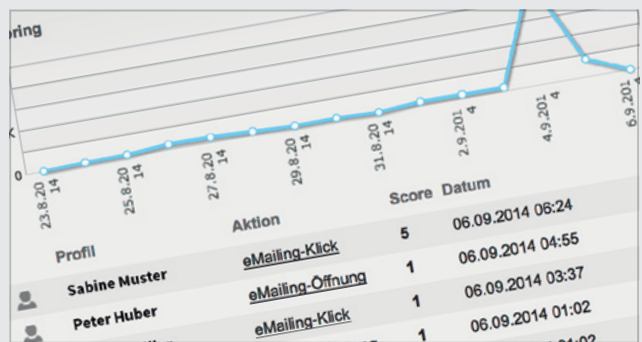 oring
0
23.8.20
14
25.8.20
14
27.8.20
14
29.8.20
14
31.8.20
14
2.9.201
4
4.9.201
4
6.9.201
4
Profil Aktion Score Datum
Sabine Muster eMailing-Klick 5 06.09.2014 06:24
Peter Huber eMailing-Öffnung 1 06.09.2014 04:55
eMailing-Klick 1 06.09.2014 03:37
1 06.09.2014 01:02